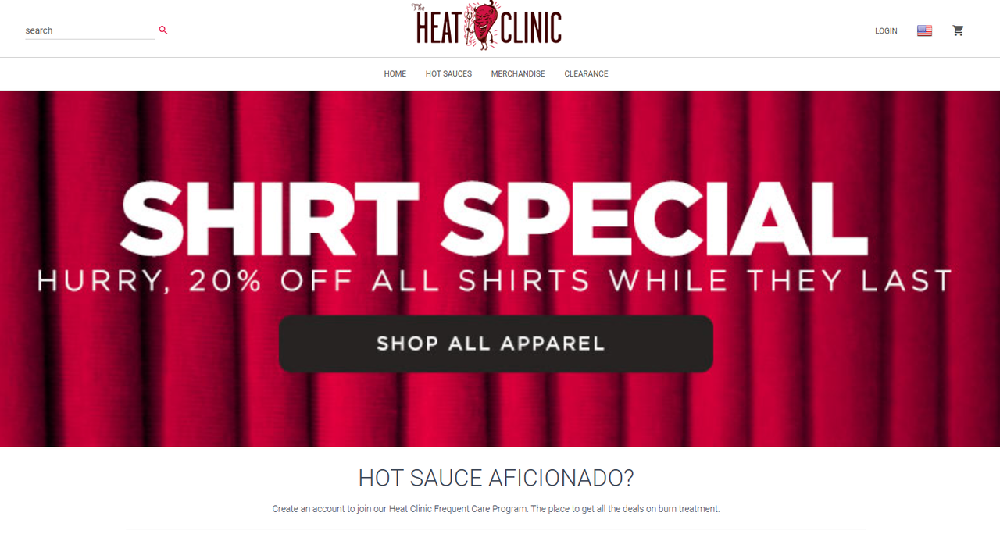 The
HEAT CLINIC
search
LOGIN
HOME HOT SAUCES MERCHANDISE CLEARANCE
SHIRT SPECIAL
HURRY, 20% OFF ALL SHIRTS WHILE THEY LAST
SHOP ALL APPAREL
HOT SAUCE AFICIONADO?
Create an account to join our Heat Clinic Frequent Care Program. The place to get all the deals on burn treatment.